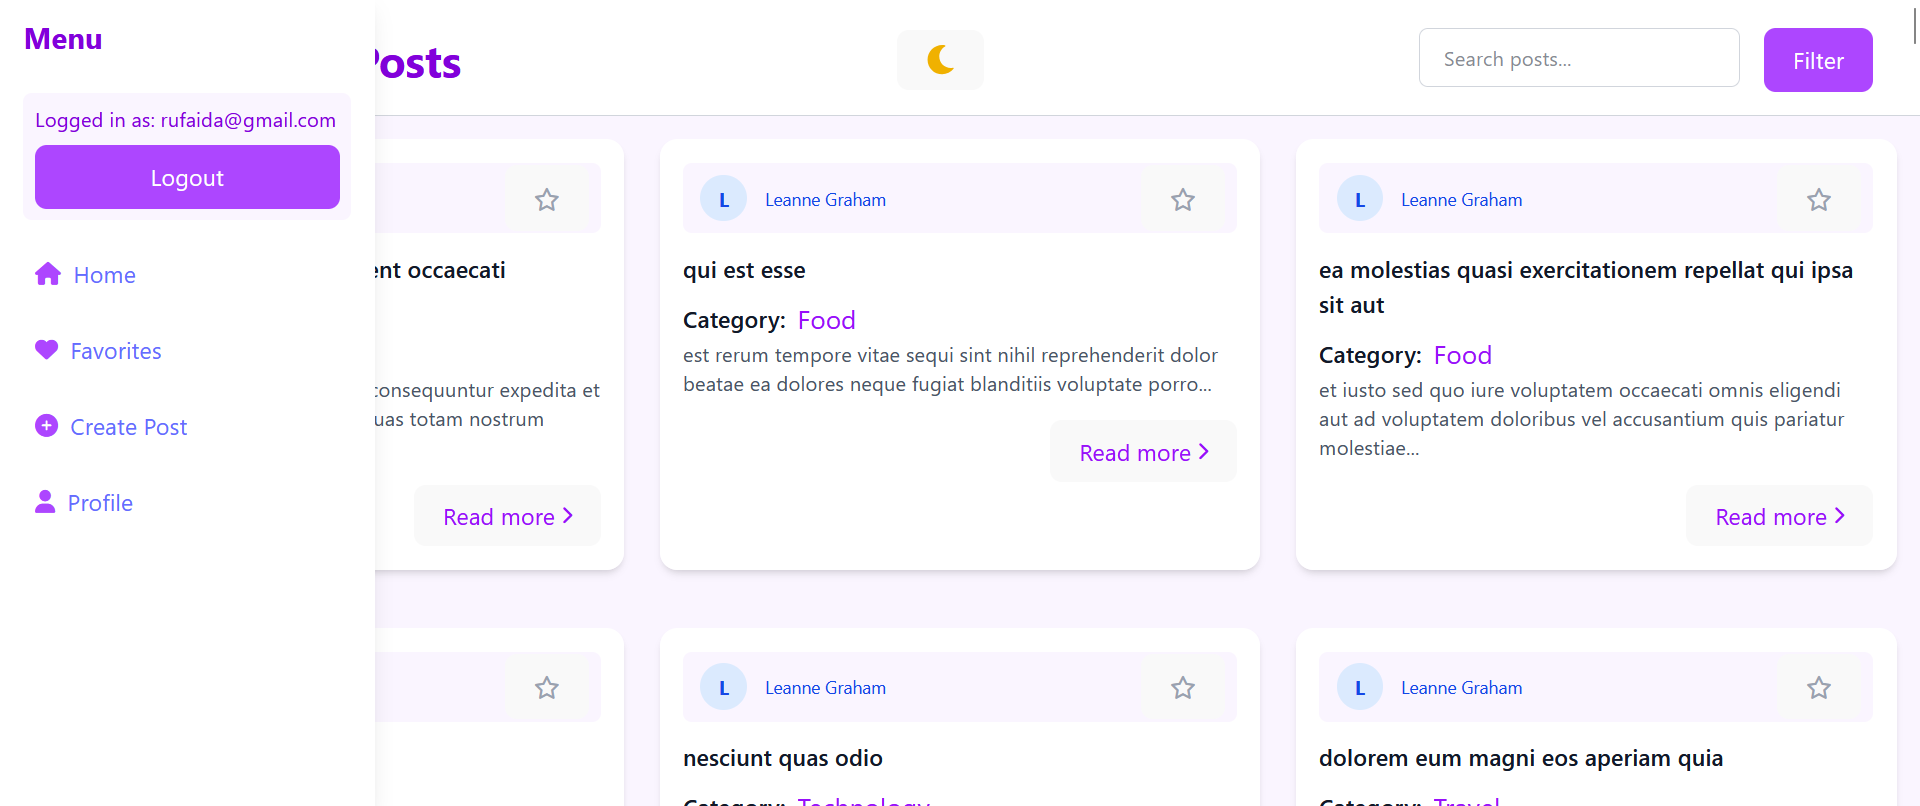 Menu
Logged in as: rufaida@gmail.com
Logout
Home
Favorites
Create Post
Profile
Posts
Search posts...
Filter
ent occaecati
consequuntur expedita et
uas totam nostrum
Read more
L Leanne Graham
qui est esse
Category: Food
est rerum tempore vitae sequi sint nihil reprehenderit dolor
beatae ea dolores neque fugiat blanditiis voluptate porro...
Read more
L Leanne Graham
ea molestias quasi exercitationem repellat qui ipsa
sit aut
Category: Food
et iusto sed quo iure voluptatem occaecati omnis eligendi
aut ad voluptatem doloribus vel accusantium quis pariatur
molestiae...
Read more
L Leanne Graham
nesciunt quas odio
Category: Technology
L Leanne Graham
dolorem eum magni eos aperiam quia
Category: Travel